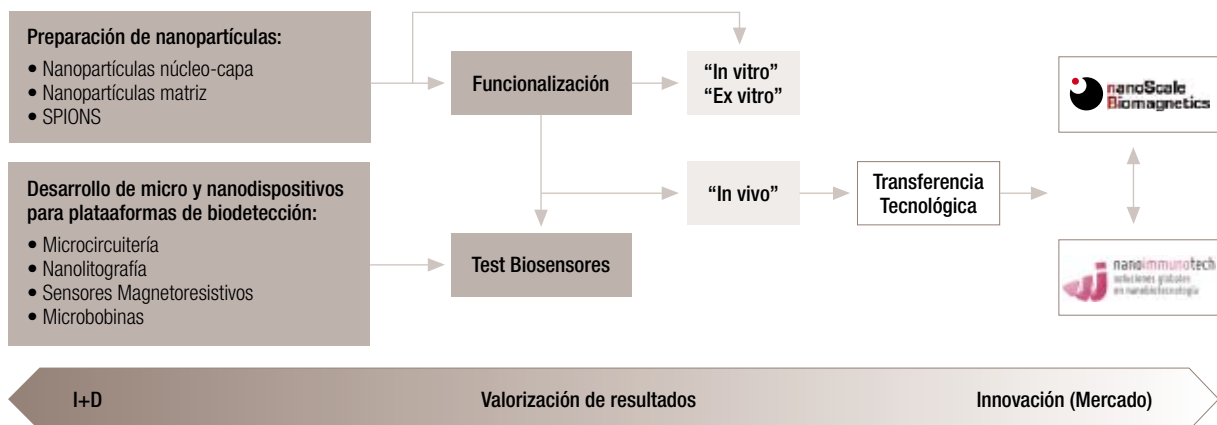 Preparación de nanopartículas:
• Nanopartículas núcleo-capa
• Nanopartículas matriz
• SPIONS
Funcionalización
“In vitro”
“Ex vitro”
nanoScale
Biomagnetics
Desarrollo de micro y nanodispositivos
para plataaformas de biodetección:
• Microcircuitería
• Nanolitografía
• Sensores Magnetoresistivos
• Microbobinas
“In vivo”
Transferencia
Tecnológica
Test Biosensores
nanoimmunotech
soluciones globales
en nanobiotecnología
I+D
Valorización de resultados
Innovación (Mercado)